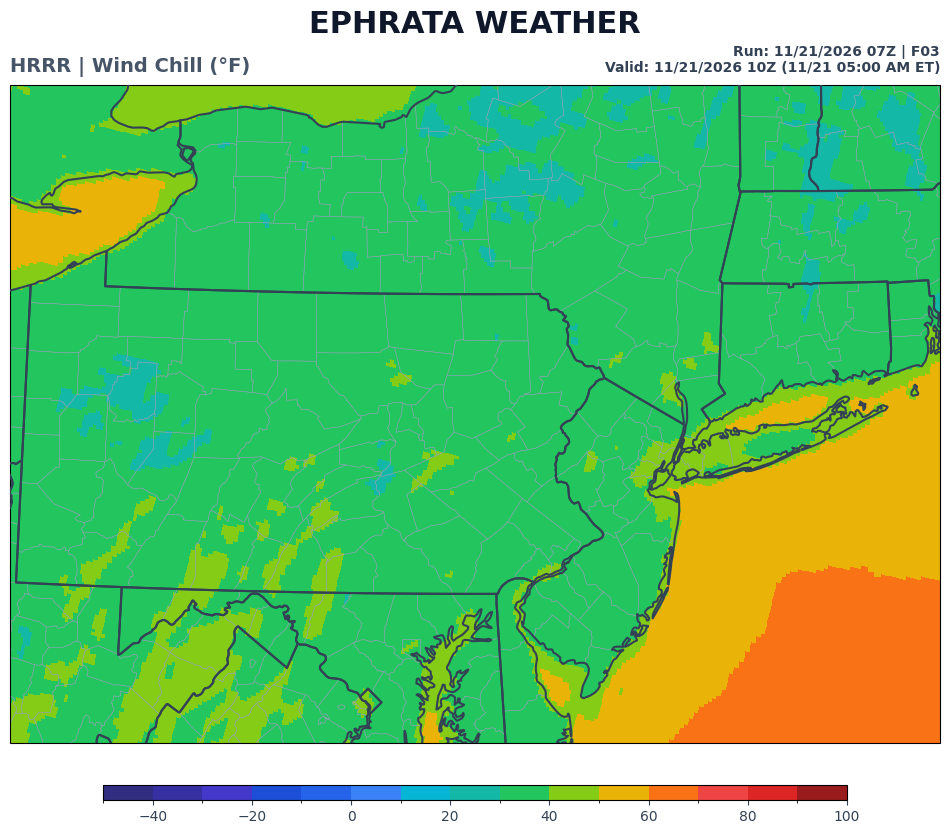 EPHRATA WEATHER
HRRR | Wind Chill (°F)
Run: 11/21/2026 07Z | F03
Valid: 11/21/2026 10Z (11/21 05:00 AM ET)
−40 −20 0 20 40 60 80 100